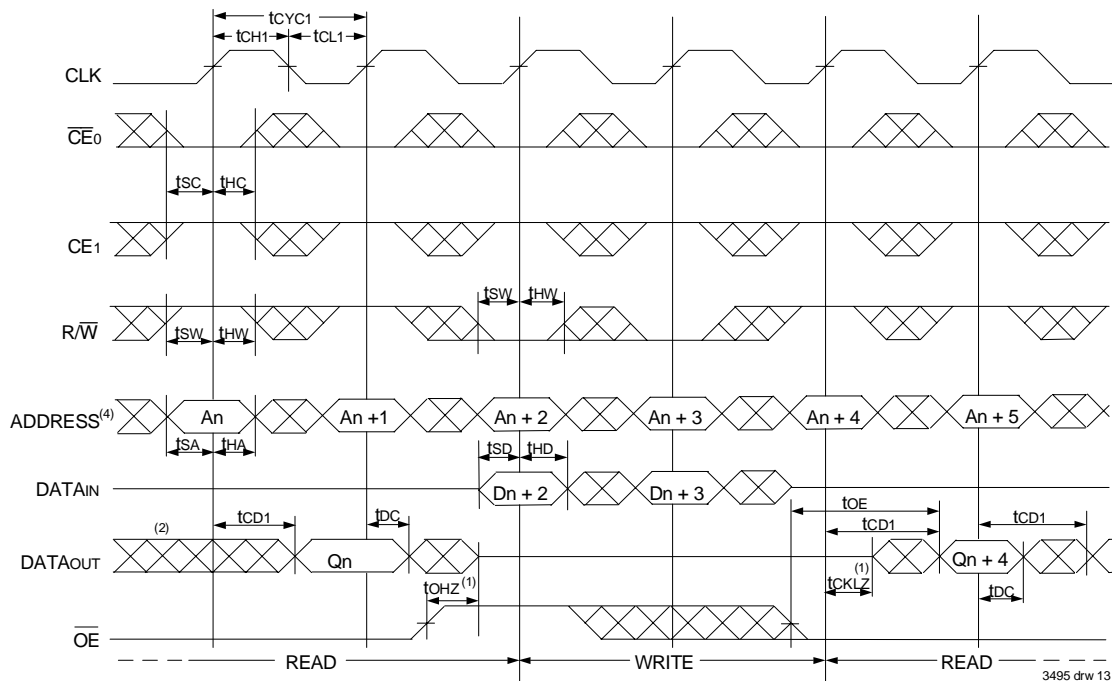 tCYC1
tCH1 tCL1
CLK
CE0
tSC tHC
CE1
tSW tHW
R/W
tSW tHW
ADDRESS(4) An An +1 An + 2 An + 3 An + 4 An + 5
tSA tHA
tSD tHD
DATAIN Dn + 2 Dn + 3
tOE
(2) tCD1 tDC tCD1 tCD1
DATAOUT Qn Qn + 4
tOHZ(1) tCKLZ(1) tDC
OE
READ WRITE READ
3495 drw 13